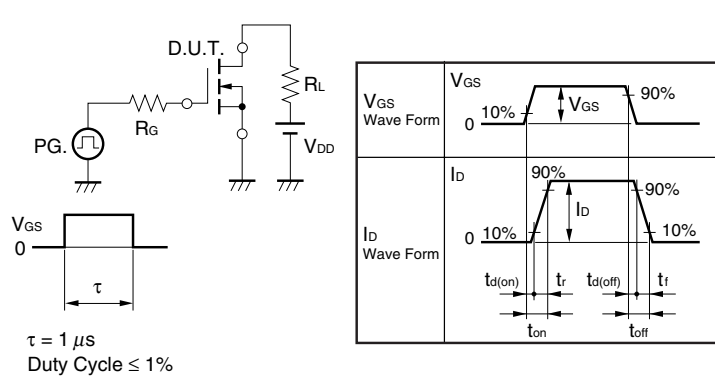 D.U.T.
RL
RG
PG.
VDD
VGS
0
τ
τ = 1 μs
Duty Cycle ≤ 1%
VGS
Wave Form
VGS
10%
0
VGS
90%
ID
Wave Form
ID
90%
90%
ID
0
10%
10%
td(on)
tr
td(off)
tf
ton
toff